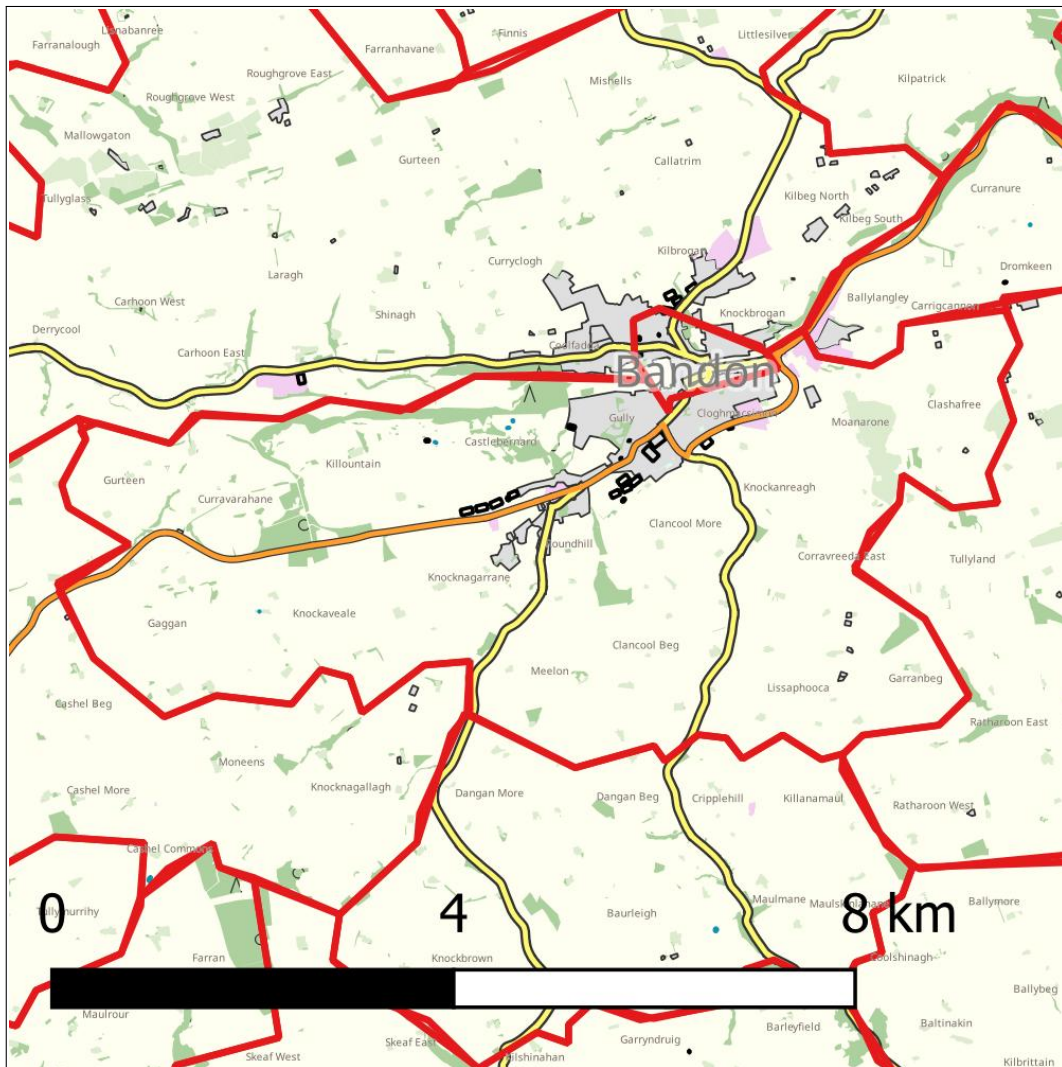 Lisnabanree
Farranalough
Farranhavane
Finnis
Littlesilver
Roughgrove East
Mishells
Kilpatrick
Roughgrove West
Mallowgaton
Gurteen
Callatrim
Tullyglass
Kilbeg North
Curranure
Kilbeg South
Kilbrogan
Curryclogh
Laragh
Dromkeen
Carhoon West
Ballylangley
Carrigcannon
Shinagh
Knockbrogan
Derrycool
Coolfadda
Carhoon East
Bandon
Clashafree
Gully
Moanarone
Castlebernard
Killountain
Gurteen
Knockanreagh
Curravarahane
Clancool More
Roundhill
Corravreeda East
Tullyland
Knocknagarrane
Knockaveale
Gaggan
Clancool Beg
Meelon
Garranbeg
Lissaphooca
Cashel Beg
Ratharoon East
Moneens
Knocknagallagh
Cashel More
Dangan More
Dangan Beg
Cripplehill
Killanamaul
Ratharoon West
Cashel Commons
Maulmane
Ballymore
Tullymurrihy
Baurleigh
0 4 8 km
Farran
Knockbrown
Coolshinagh
Ballybeg
Maulrour
Barleyfield
Baltinakin
Skeaf East
Garryndruig
Skeaf West
Kilshinahan
Kilbrittain